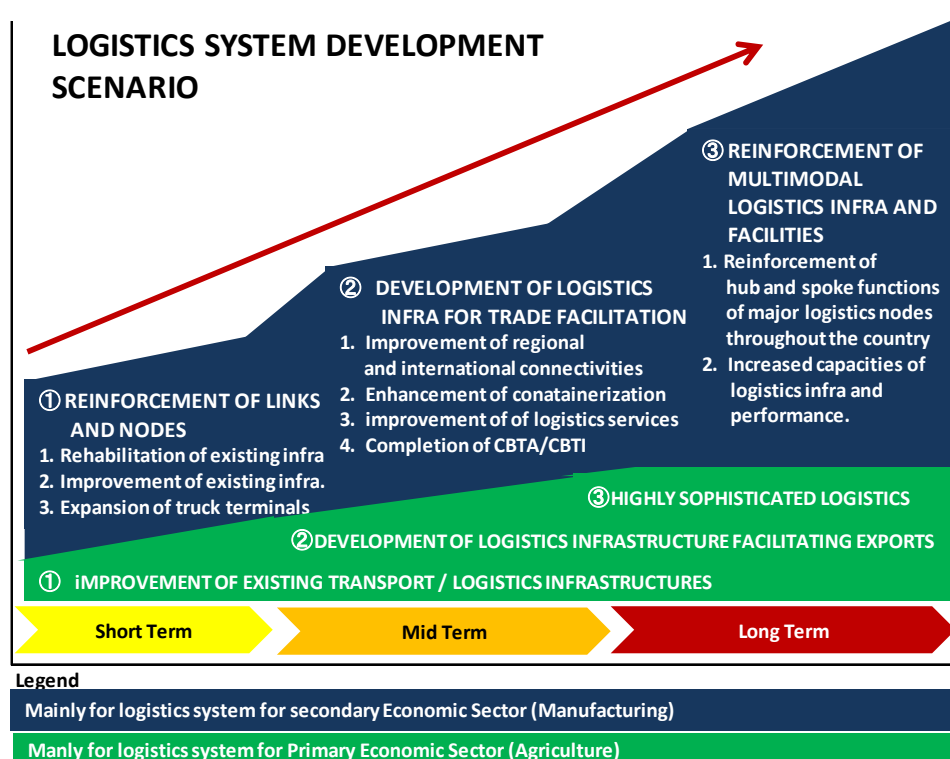 LOGISTICS SYSTEM DEVELOPMENT
SCENARIO
① REINFORCEMENT OF LINKS
AND NODES
1. Rehabilitation of existing infra
2. Improvement of existing infra.
3. Expansion of truck terminals
② DEVELOPMENT OF LOGISTICS
INFRA FOR TRADE FACILITATION
1. Improvement of regional
and international connectivities
2. Enhancement of conatainerization
3. improvement of of logistics services
4. Completion of CBTA/CBTI
③ REINFORCEMENT OF
MULTIMODAL
LOGISTICS INFRA AND
FACILITIES
1. Reinforcement of
hub and spoke functions
of major logistics nodes
throughout the country
2. Increased capacities of
logistics infra and
performance.
③HIGHLY SOPHISTICATED LOGISTICS
②DEVELOPMENT OF LOGISTICS INFRASTRUCTURE FACILITATING EXPORTS
① iMPROVEMENT OF EXISTING TRANSPORT / LOGISTICS INFRASTRUCTURES
Short Term
Mid Term
Long Term
Legend
Mainly for logistics system for secondary Economic Sector (Manufacturing)
Manly for logistics system for Primary Economic Sector (Agriculture)